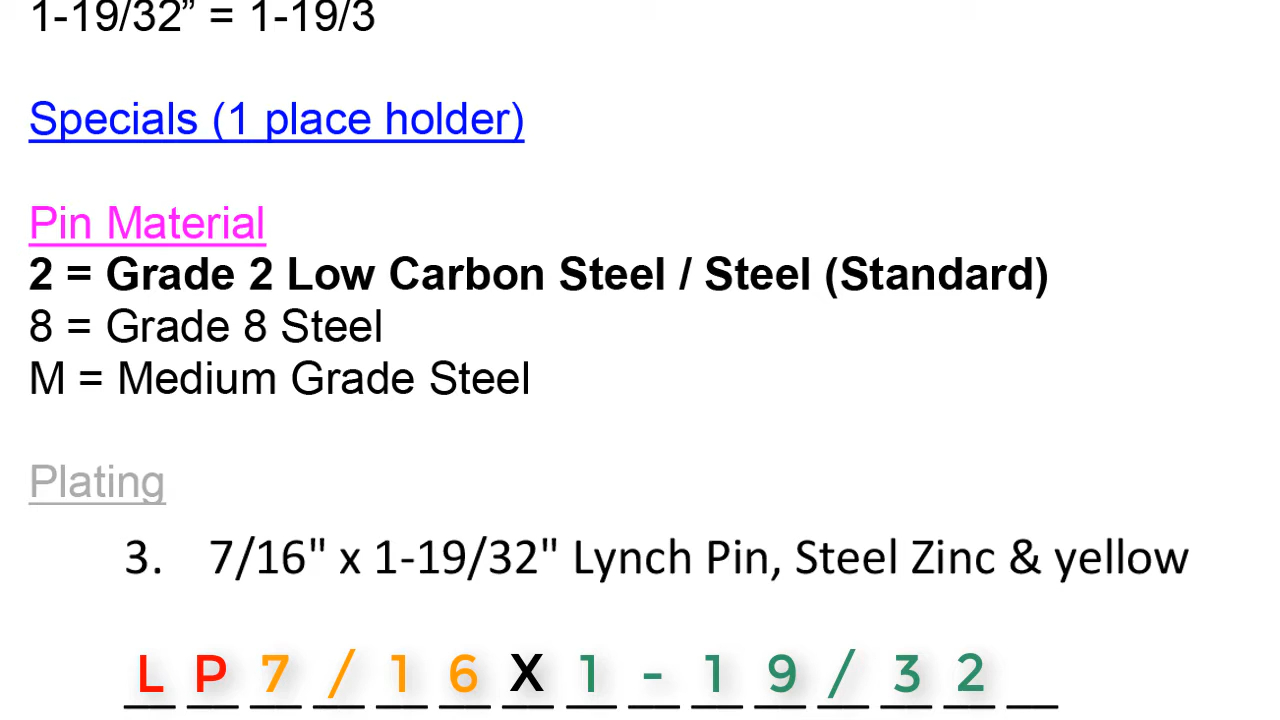 1-19/32” = 1-19/3
Specials (1 place holder)
Pin Material
2 = Grade 2 Low Carbon Steel / Steel (Standard)
8 = Grade 8 Steel
M = Medium Grade Steel
Plating
3. 7/16" x 1-19/32" Lynch Pin, Steel Zinc & yellow
L P 7 / 1 6 X 1 - 1 9 / 3 2 _